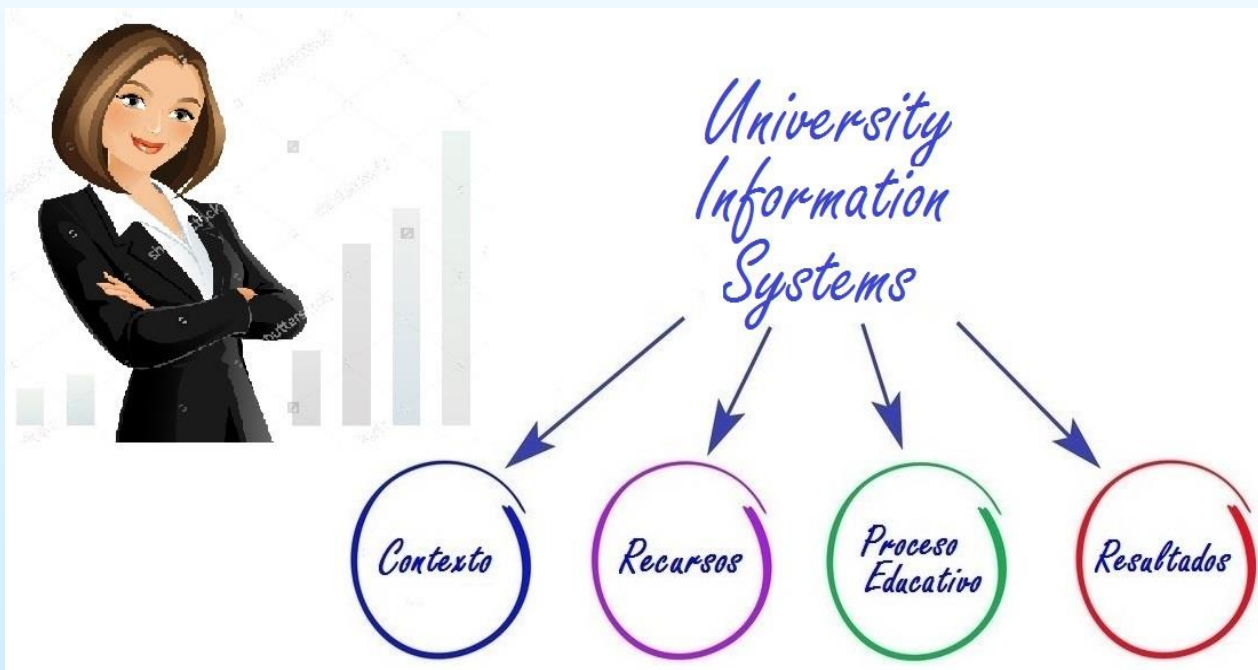 University
Information
Systems
Contexto
Recursos
Proceso
Educativo
Resultados